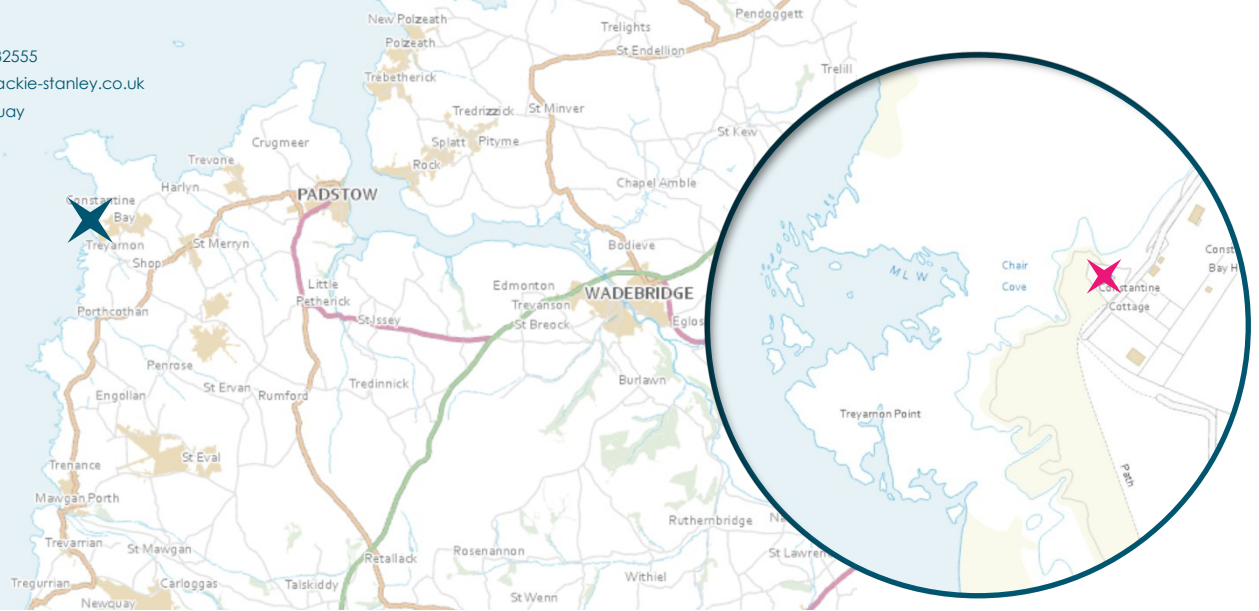 32555
ackie-stanley.co.uk
uay
New Polzeath
Polzeath
Trebetherick
Pendoggett
Trelights
St Endellion
Trelill
Tredrizzick
St Minver
Splatt
Pityme
Rock
St Kew
Chapel Amble
Crugmeer
Trevone
Harlyn
PADSTOW
Constantine
Bay
Treyarnon
Shop
St Merryn
Porthcothan
Little
Petherick
St Issey
Bodieve
Edmonton
WADEBRIDGE
Trevanson
St Breock
Eglos
Penrose
St Ervan
Rumford
Engollan
Tredinnick
Burlawn
St Eval
Trenance
Mawgan Porth
Trevarrian
St Mawgan
Tregurrian
Carloggas
Newquay
Talskiddy
Retallack
Rosenannon
Ruthernbridge
Withiel
St Wenn
St Lawren
MLW
Chair
Cove
Const
Bay H
Constantine
Cottage
Treyarnon Point
Path